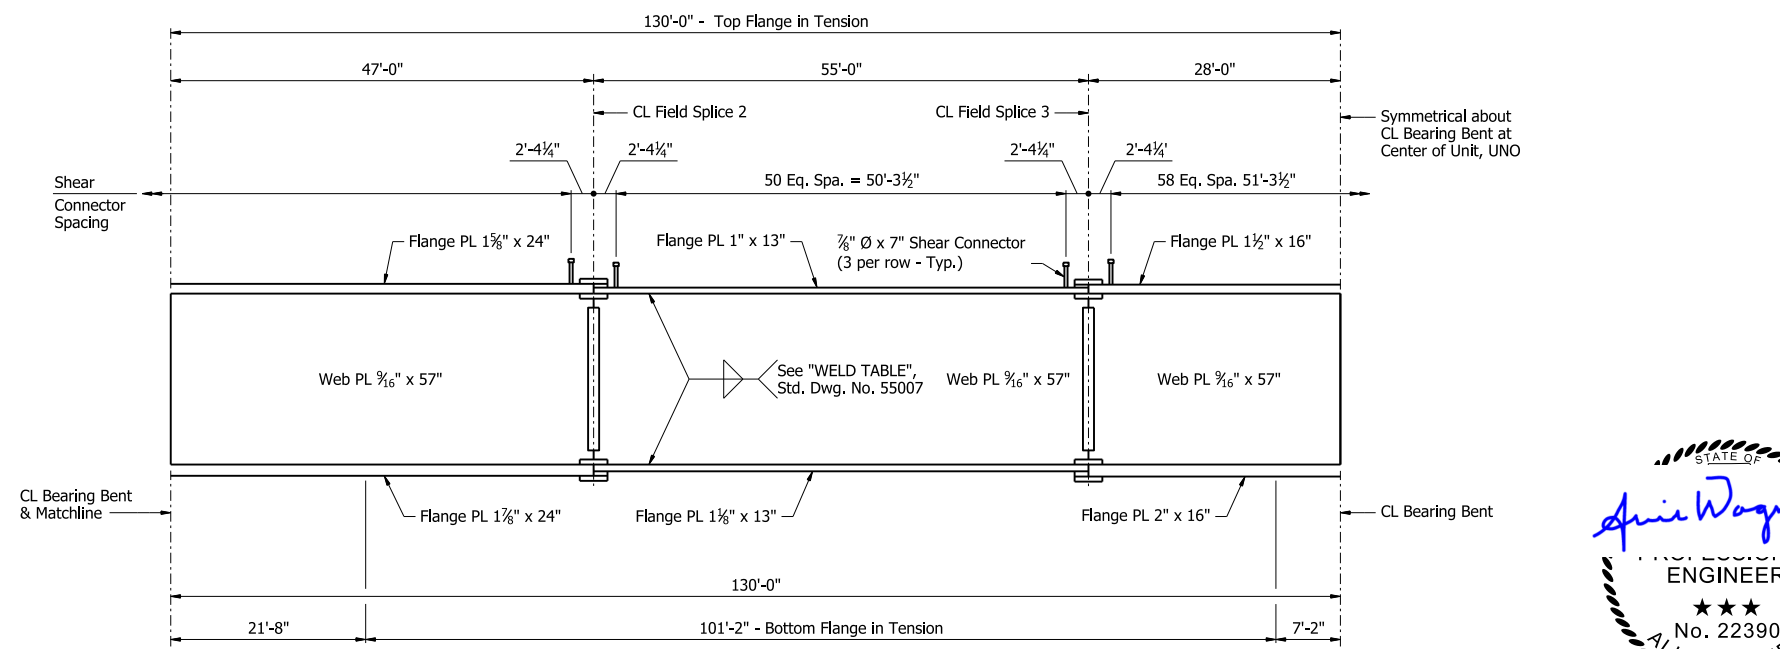 130'-0" - Top Flange in Tension
47'-0"
55'-0"
28'-0"
CL Field Splice 2
CL Field Splice 3
Symmetrical about
CL Bearing Bent at
Center of Unit, UNO
2'-4¼"
2'-4¼"
2'-4¼"
2'-4¼'
Shear
Connector
Spacing
50 Eq. Spa. = 50'-3½"
58 Eq. Spa. 51'-3½"
Flange PL 1⅝" x 24"
Flange PL 1" x 13"
⅞" Ø x 7" Shear Connector
(3 per row - Typ.)
Flange PL 1½" x 16"
Web PL 9⁄16" x 57"
See "WELD TABLE",
Std. Dwg. No. 55007
Web PL 9⁄16" x 57"
Web PL 9⁄16" x 57"
CL Bearing Bent
& Matchline
Flange PL 1⅞" x 24"
Flange PL 1⅛" x 13"
Flange PL 2" x 16"
CL Bearing Bent
130'-0"
21'-8"
101'-2" - Bottom Flange in Tension
7'-2"
STATE OF
ENGINEER
★★★
No. 22390